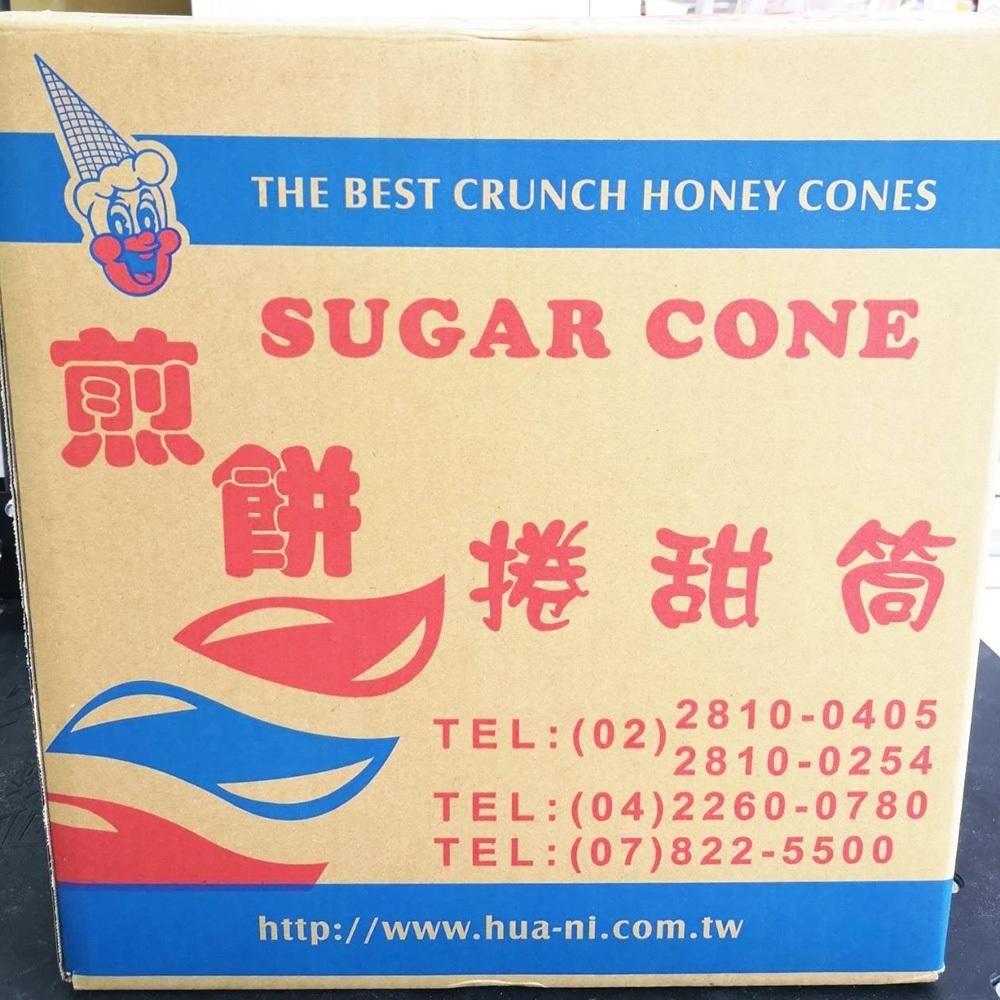 THE BEST CRUNCH HONEY CONES
SUGAR CONE
煎餅
捲甜筒
TEL:(02)2810-0405
2810-0254
TEL:(04)2260-0780
TEL:(07)822-5500
http://www.hua-ni.com.tw